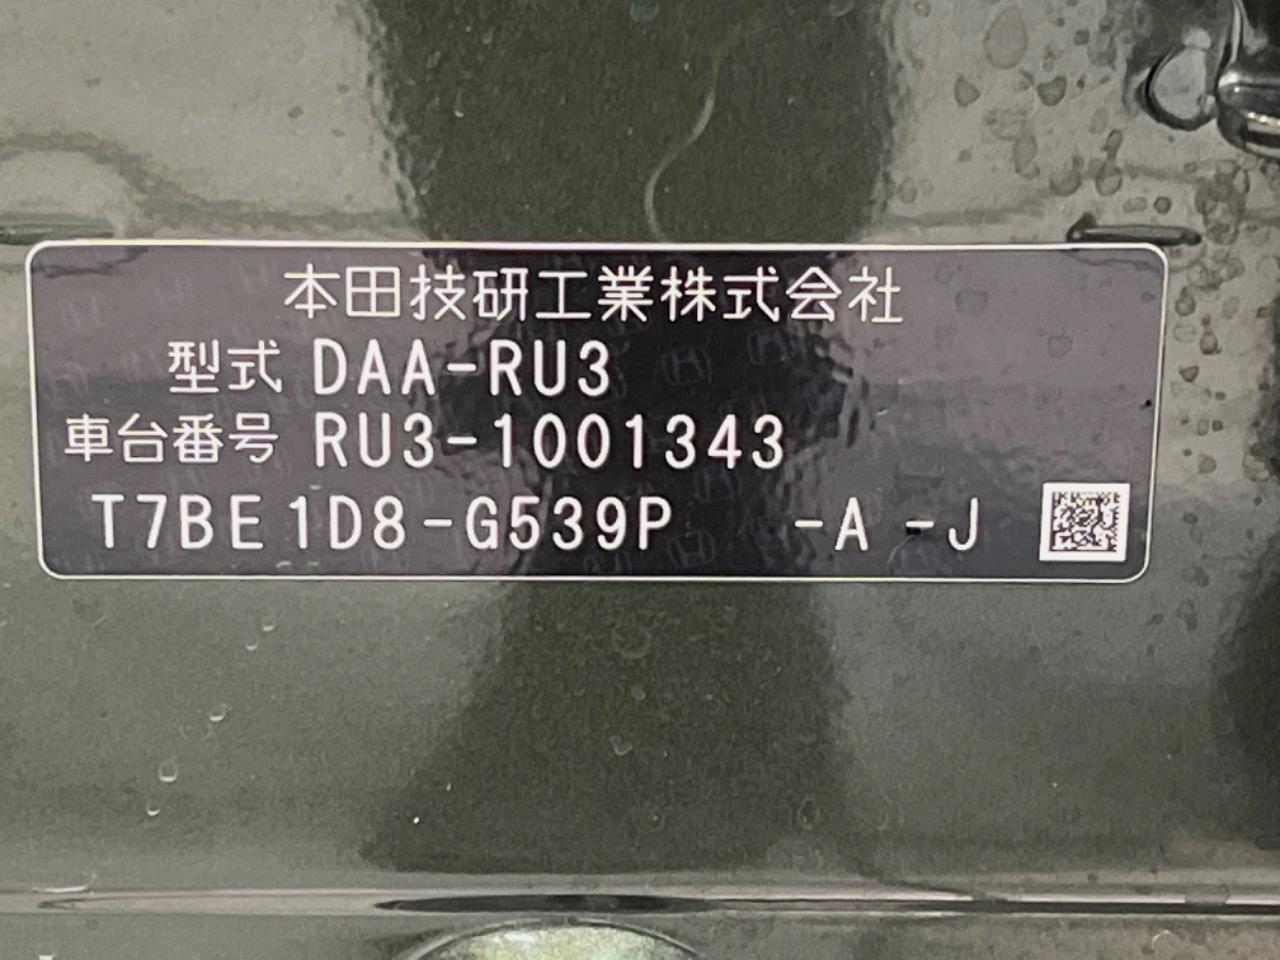 本田技研工業株式会社
型式 DAA-RU3
車台番号 RU3-1001343
T7BE1D8-G539P -A -J